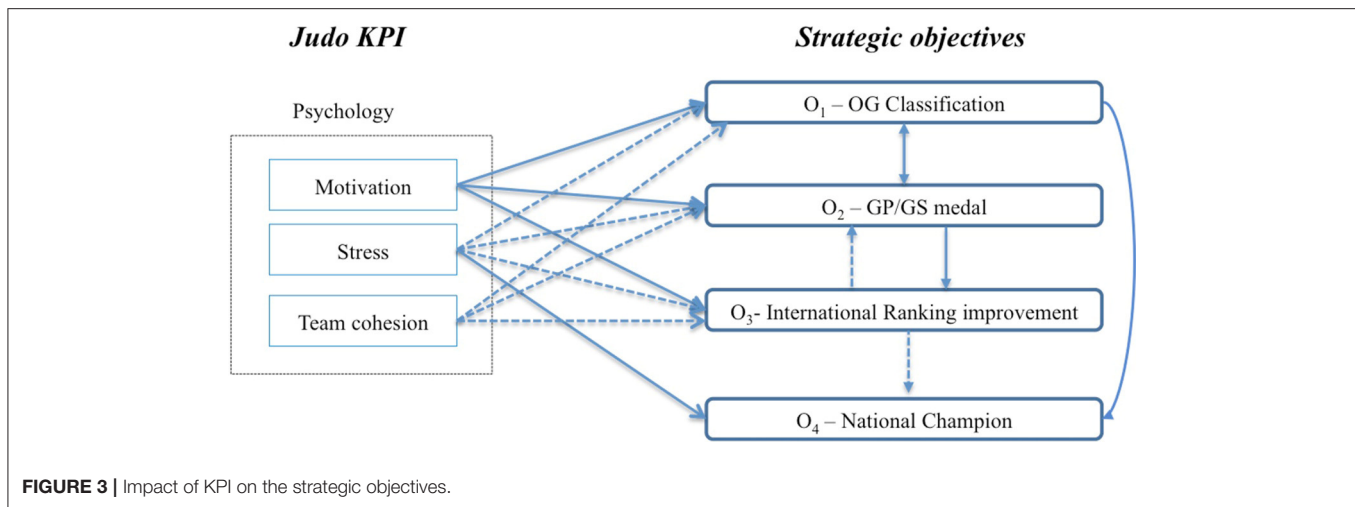 Judo KPI
Strategic objectives
Psychology
Motivation
Stress
Team cohesion
O₁ – OG Classification
O₂ – GP/GS medal
O₃- International Ranking improvement
O₄ – National Champion
FIGURE 3 | Impact of KPI on the strategic objectives.